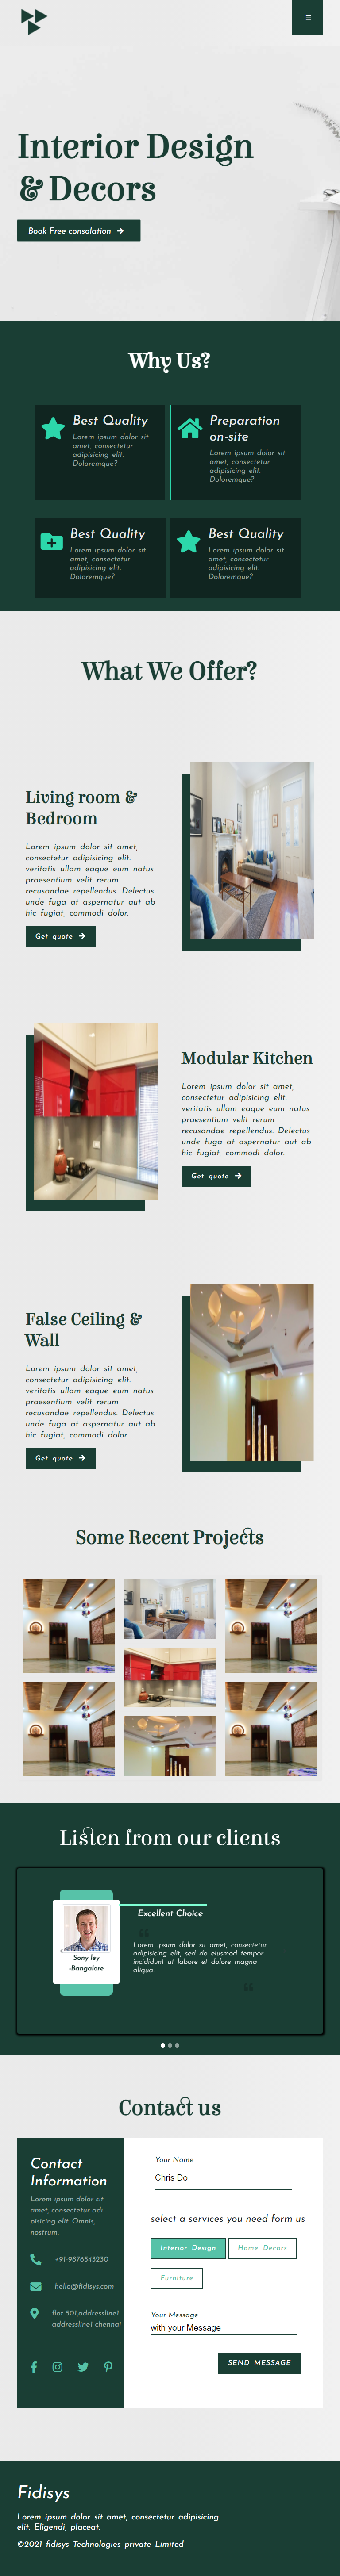 ☰
Interior Design
& Decors
Book Free consolation →
Why Us?
Best Quality
Lorem ipsum dolor sit
amet, consectetur
adipisicing elit.
Doloremque?
Preparation
on-site
Lorem ipsum dolor sit
amet, consectetur
adipisicing elit.
Doloremque?
Best Quality
Lorem ipsum dolor sit
amet, consectetur
adipisicing elit.
Doloremque?
Best Quality
Lorem ipsum dolor sit
amet, consectetur
adipisicing elit.
Doloremque?
What We Offer?
Living room &
Bedroom
Lorem ipsum dolor sit amet,
consectetur adipisicing elit.
veritatis ullam eaque eum natus
praesentium velit rerum
recusandae repellendus. Delectus
unde fuga at aspernatur aut ab
hic fugiat, commodi dolor.
Get quote →
Modular Kitchen
Lorem ipsum dolor sit amet,
consectetur adipisicing elit.
veritatis ullam eaque eum natus
praesentium velit rerum
recusandae repellendus. Delectus
unde fuga at aspernatur aut ab
hic fugiat, commodi dolor.
Get quote →
False Ceiling &
Wall
Lorem ipsum dolor sit amet,
consectetur adipisicing elit.
veritatis ullam eaque eum natus
praesentium velit rerum
recusandae repellendus. Delectus
unde fuga at aspernatur aut ab
hic fugiat, commodi dolor.
Get quote →
Some Recent Projects
Listen from our clients
Excellent Choice
Sony ley
-Bangalore
“
Lorem ipsum dolor sit amet, consectetur
adipisicing elit, sed do eiusmod tempor
incididunt ut labore et dolore magna
aliqua.
“
Contact us
Contact
Information
Lorem ipsum dolor sit
amet, consectetur adi
pisicing elit. Omnis,
nostrum.
+91-9876543230
hello@fidisys.com
flat 501,addressline1
addressline1 chennai
Your Name
Chris Do
select a services you need form us
Interior Design
Home Decors
Furniture
Your Message
with your Message
SEND MESSAGE
Fidisys
Lorem ipsum dolor sit amet, consectetur adipisicing
elit. Eligendi, placeat.
©2021 fidisys Technologies private Limited